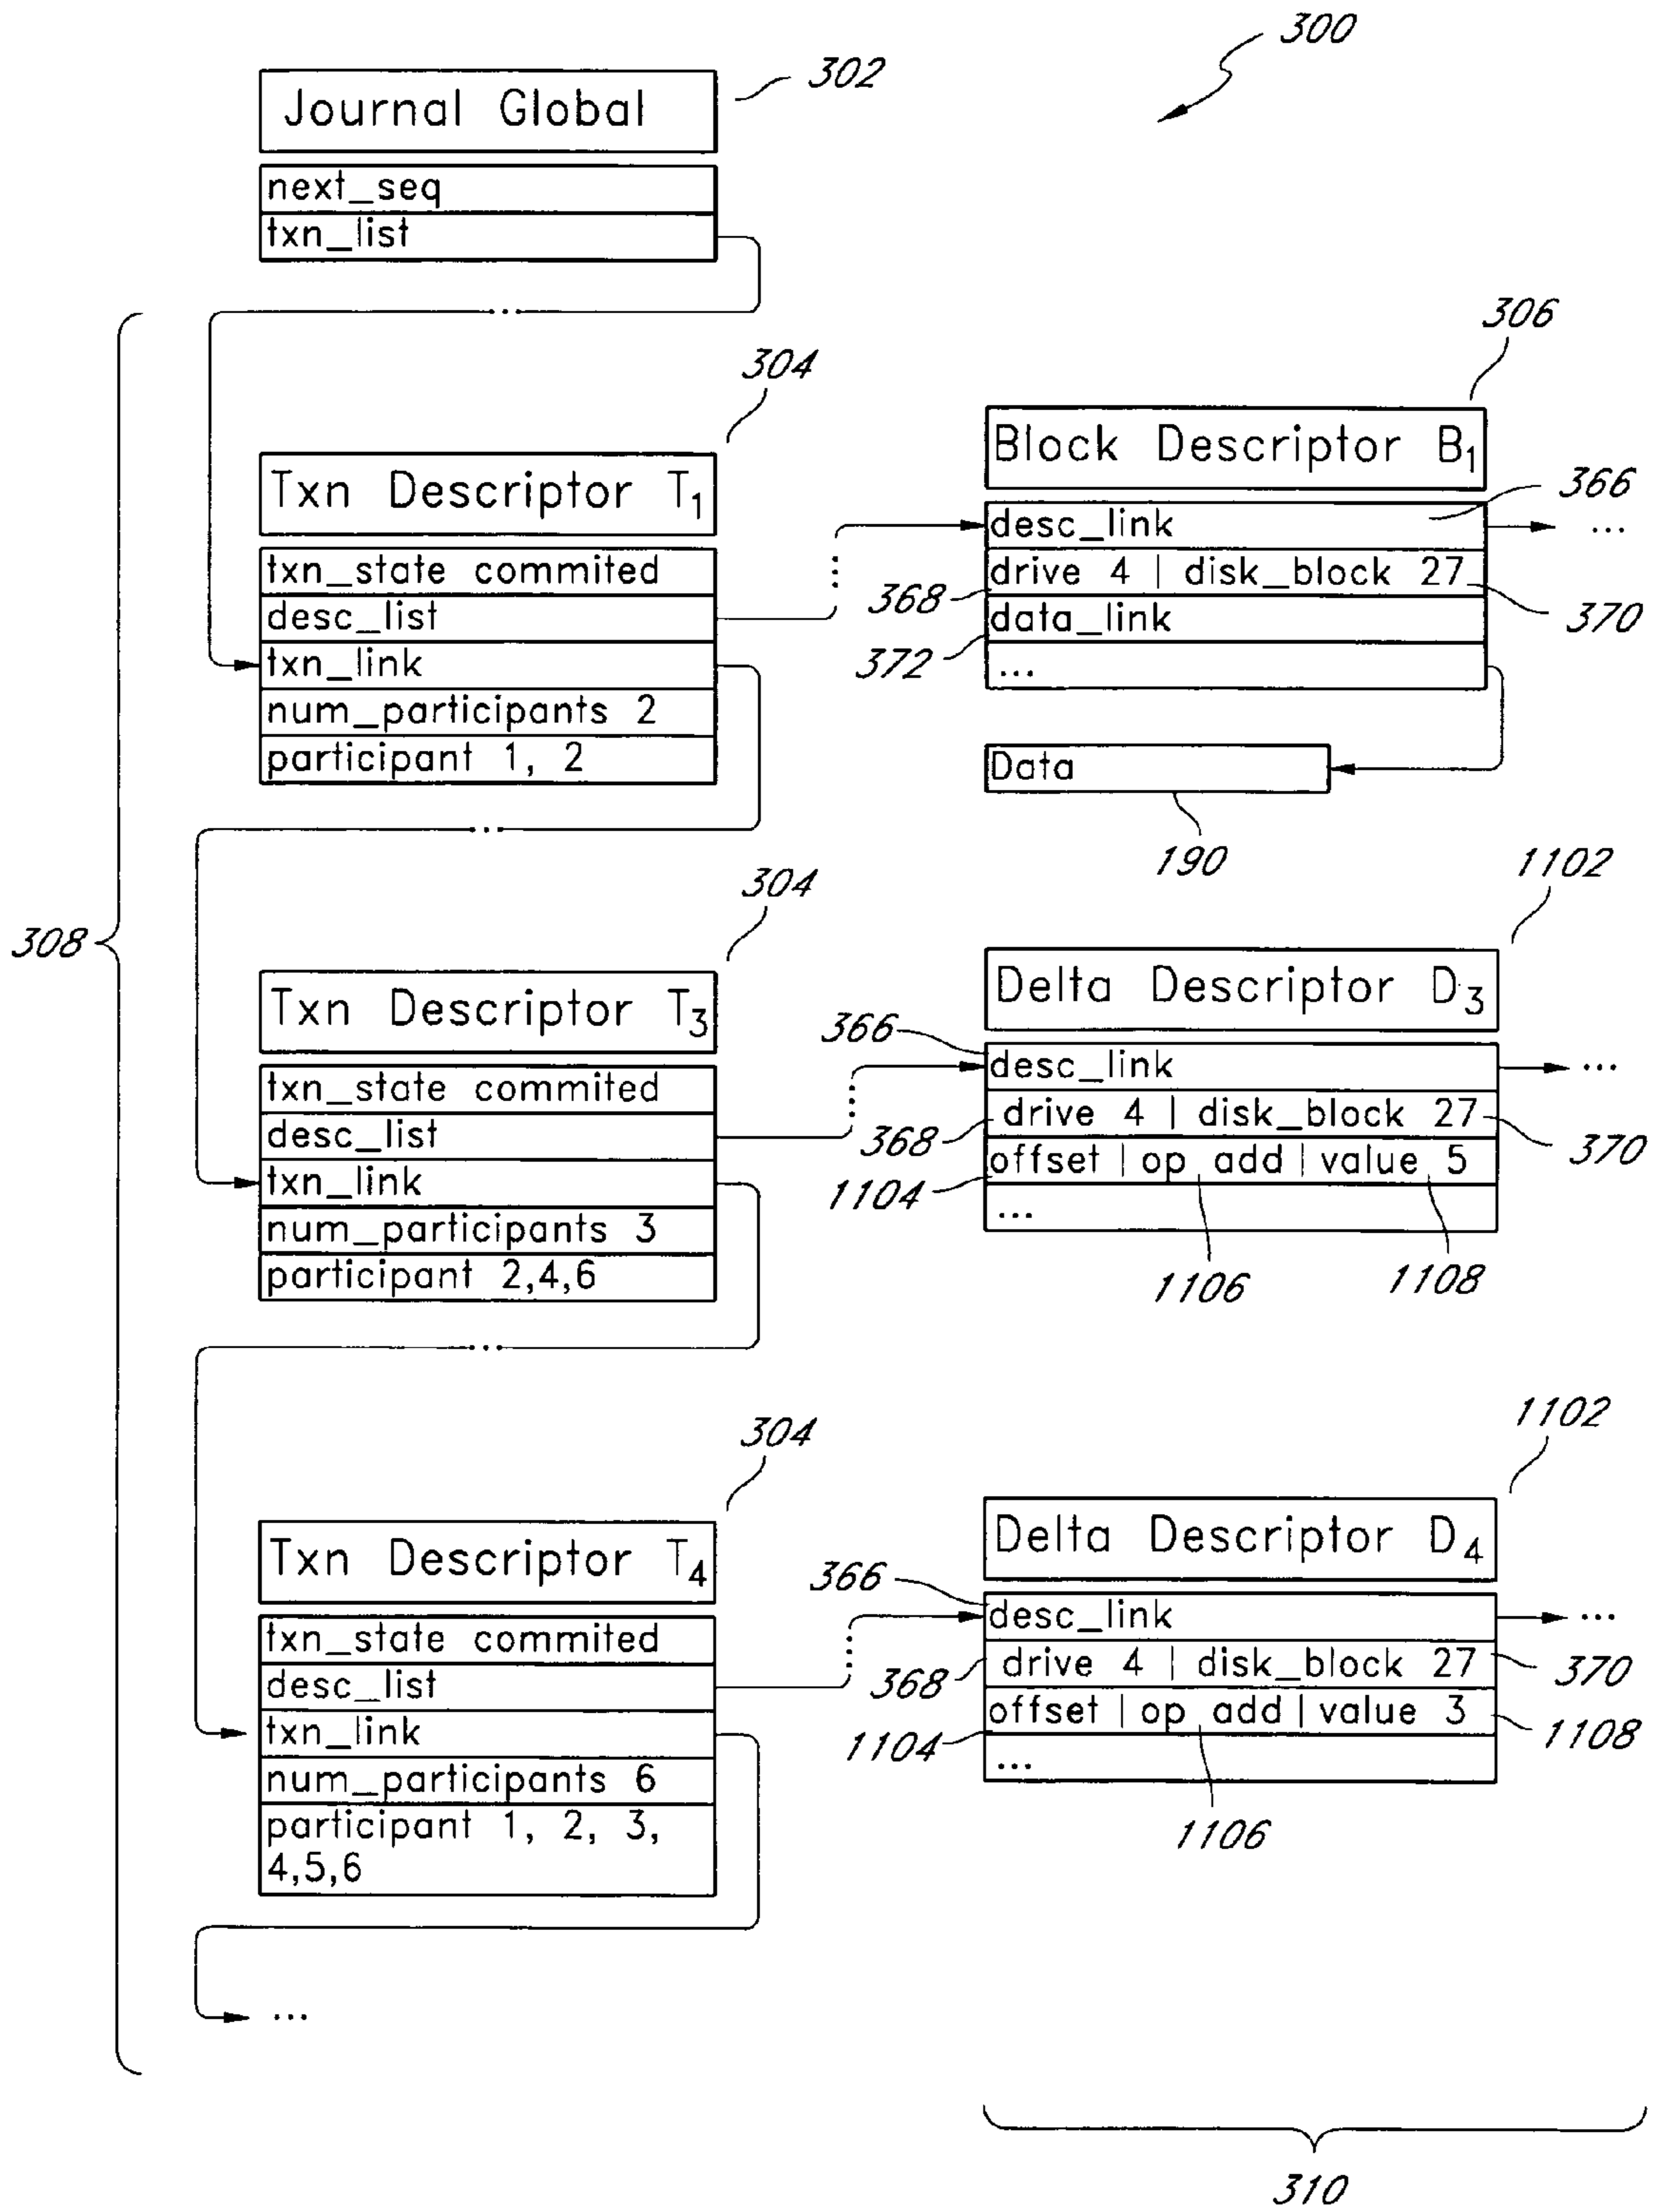 300
302
Journal Global
next_seq
txn_list
...
304
Txn Descriptor T1
txn_state commited
desc_list
txn_link
num_participants 2
participant 1, 2
...
306
Block Descriptor B1
366
desc_link
...
368
drive 4 | disk_block 27
370
data_link
372
...
Data
190
308
304
Txn Descriptor T3
txn_state commited
desc_list
txn_link
num_participants 3
participant 2,4,6
...
1102
Delta Descriptor D3
366
desc_link
...
368
drive 4 | disk_block 27
370
offset | op add | value 5
1104
...
1106
1108
304
Txn Descriptor T4
txn_state commited
desc_list
txn_link
num_participants 6
participant 1, 2, 3,
4,5,6
...
1102
Delta Descriptor D4
366
desc_link
...
368
drive 4 | disk_block 27
370
offset | op add | value 3
1108
1104
...
1106
310